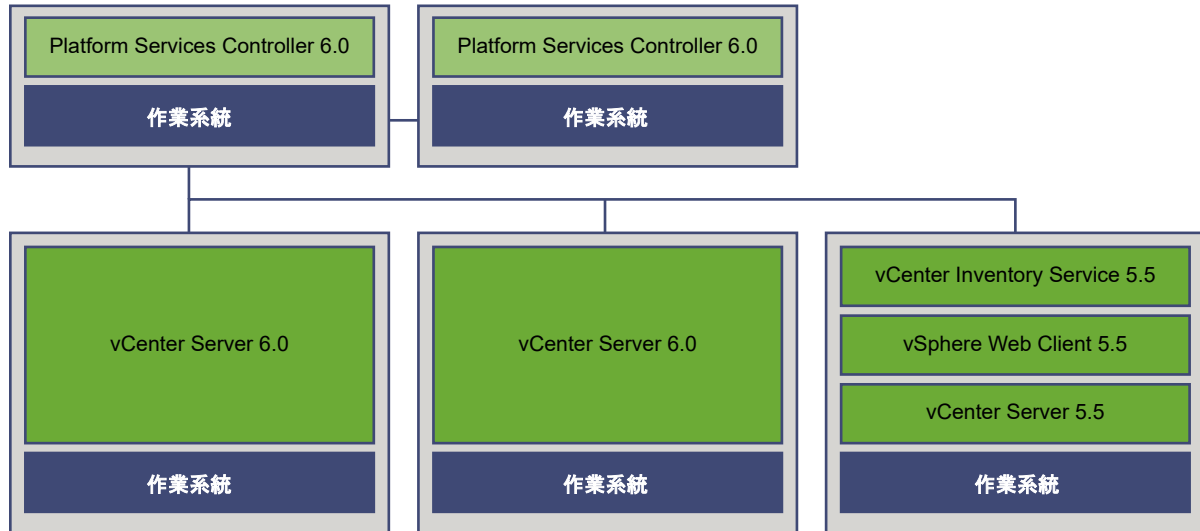 Platform Services Controller 6.0
作業系統
Platform Services Controller 6.0
作業系統
vCenter Server 6.0
作業系統
vCenter Server 6.0
作業系統
vCenter Inventory Service 5.5
vSphere Web Client 5.5
vCenter Server 5.5
作業系統